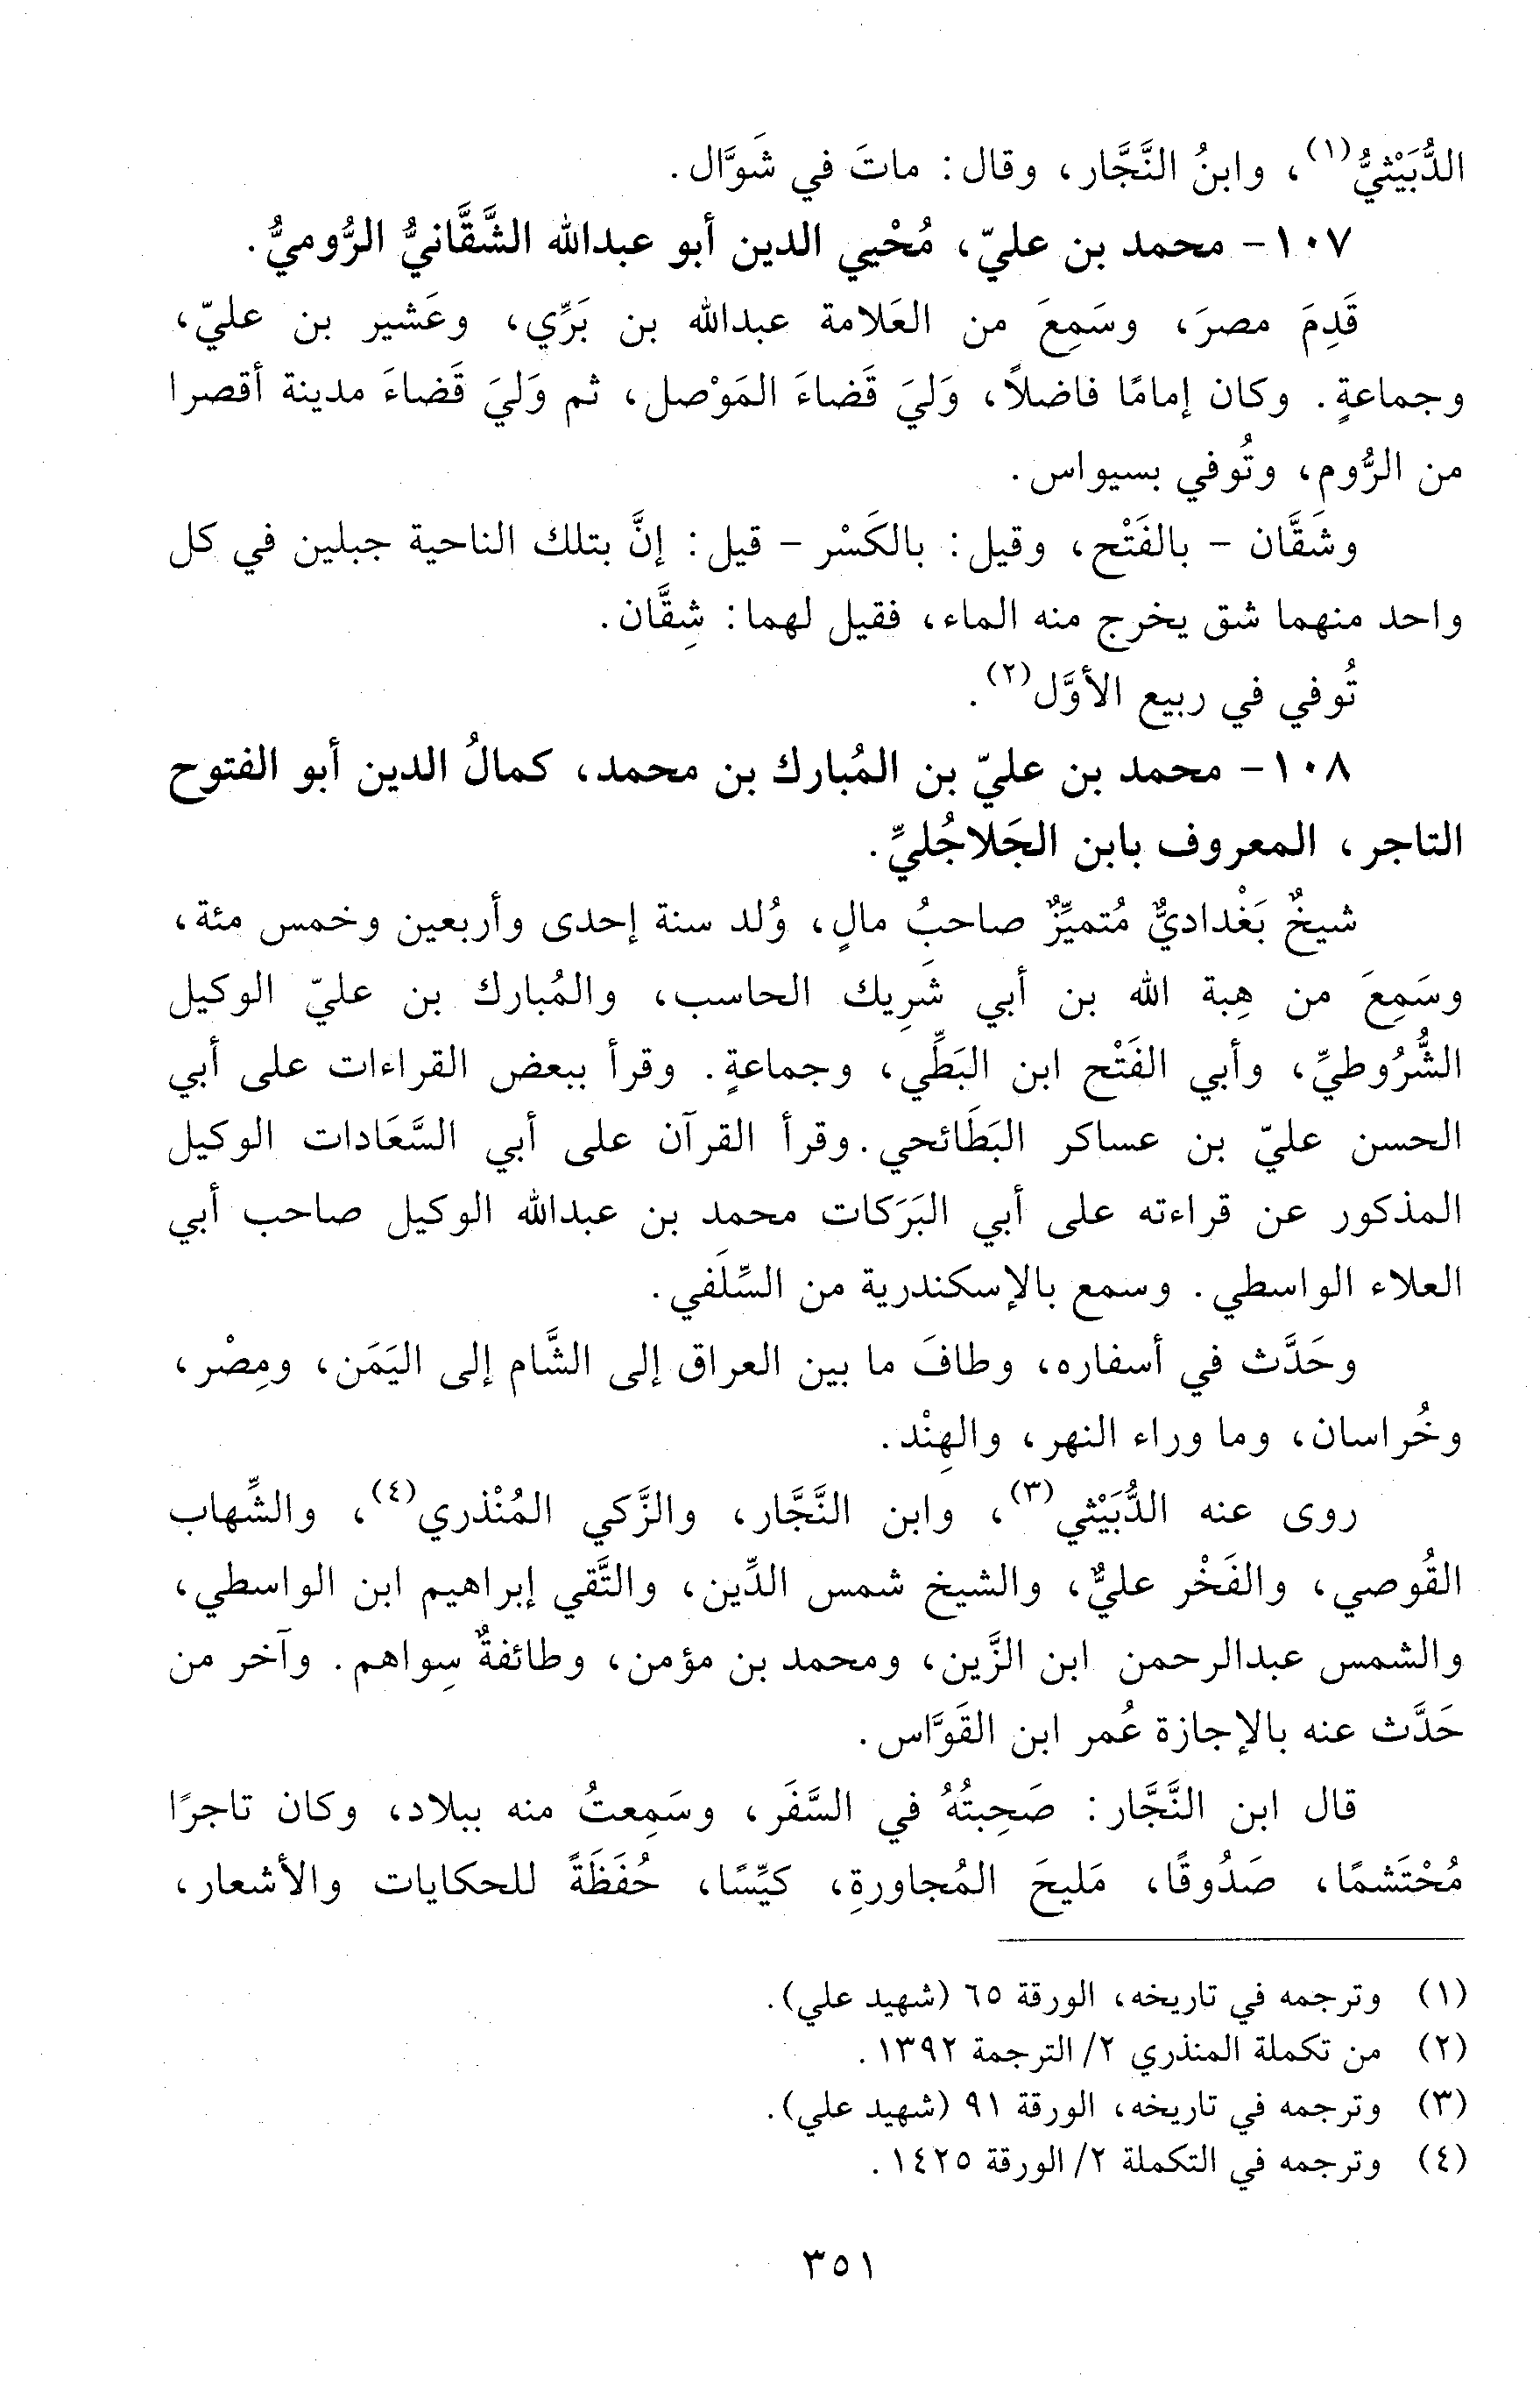 الدُّبَيْثيُّ(١)، وابنُ النَّجَّار، وقال: ماتَ في شَوَّال.
١٠٧- محمد بن عليّ، مُحْيي الدين أبو عبدالله الشَّقَّانيُّ الرُّوميُّ.
قَدِمَ مصرَ، وسَمِعَ من العَلامة عبدالله بن بَرِّي، وعَشير بن عليّ،
وجماعةٍ. وكان إمامًا فاضلاً، وَليَ قَضاءَ المَوْصل، ثم وَليَ قَضاءَ مدينة أقصرا
من الرُّوم، وتُوفي بسيواس.
وشَقَّان - بالفَتْح، وقيل: بالكَسْر - قيل: إنَّ بتلك الناحية جبلين في كل
واحد منهما شق يخرج منه الماء، فقيل لهما: شِقَّان.
تُوفي في ربيع الأوَّل(٢).
١٠٨- محمد بن عليّ بن المُبارك بن محمد، كمالُ الدين أبو الفتوح
التاجر، المعروف بابن الجَلاجُليِّ.
شيخٌ بَغْداديٌّ مُتميِّزٌ صاحبُ مالٍ، وُلد سنة إحدى وأربعين وخمس مئة،
وسَمِعَ من هِبة الله بن أبي شَرِيك الحاسب، والمُبارك بن عليّ الوكيل
الشُّرُوطيِّ، وأبي الفَتْح ابن البَطِّي، وجماعةٍ. وقرأ ببعض القراءات على أبي
الحسن عليّ بن عساكر البَطَائحي. وقرأ القرآن على أبي السَّعَادات الوكيل
المذكور عن قراءته على أبي البَرَكات محمد بن عبدالله الوكيل صاحب أبي
العلاء الواسطي. وسمع بالإسكندرية من السِّلَفي.
وحَدَّث في أسفاره، وطافَ ما بين العراق إلى الشَّام إلى اليَمَن، ومِصْر،
وخُراسان، وما وراء النهر، والهِنْد.
روى عنه الدُّبَيْثي(٣)، وابن النَّجَّار، والزَّكي المُنْذري(٤)، والشِّهاب
القُوصي، والفَخْر عليٌّ، والشيخ شمس الدِّين، والتَّقي إبراهيم ابن الواسطي،
والشمس عبدالرحمن ابن الزَّين، ومحمد بن مؤمن، وطائفةٌ سِواهم. وآخر من
حَدَّث عنه بالإجازة عُمر ابن القَوَّاس.
قال ابن النَّجَّار: صَحِبتُهُ في السَّفَر، وسَمِعتُ منه ببلاد، وكان تاجرًا
مُحْتَشمًا، صَدُوقًا، مَليحَ المُجاورةِ، كيِّسًا، حُفَظَةً للحكايات والأشعار،
(١) وترجمه في تاريخه، الورقة ٦٥ (شهيد علي).
(٢) من تكملة المنذري ٢/ الترجمة ١٣٩٢.
(٣) وترجمه في تاريخه، الورقة ٩١ (شهيد علي).
(٤) وترجمه في التكملة ٢/ الورقة ١٤٢٥.
٣٥١